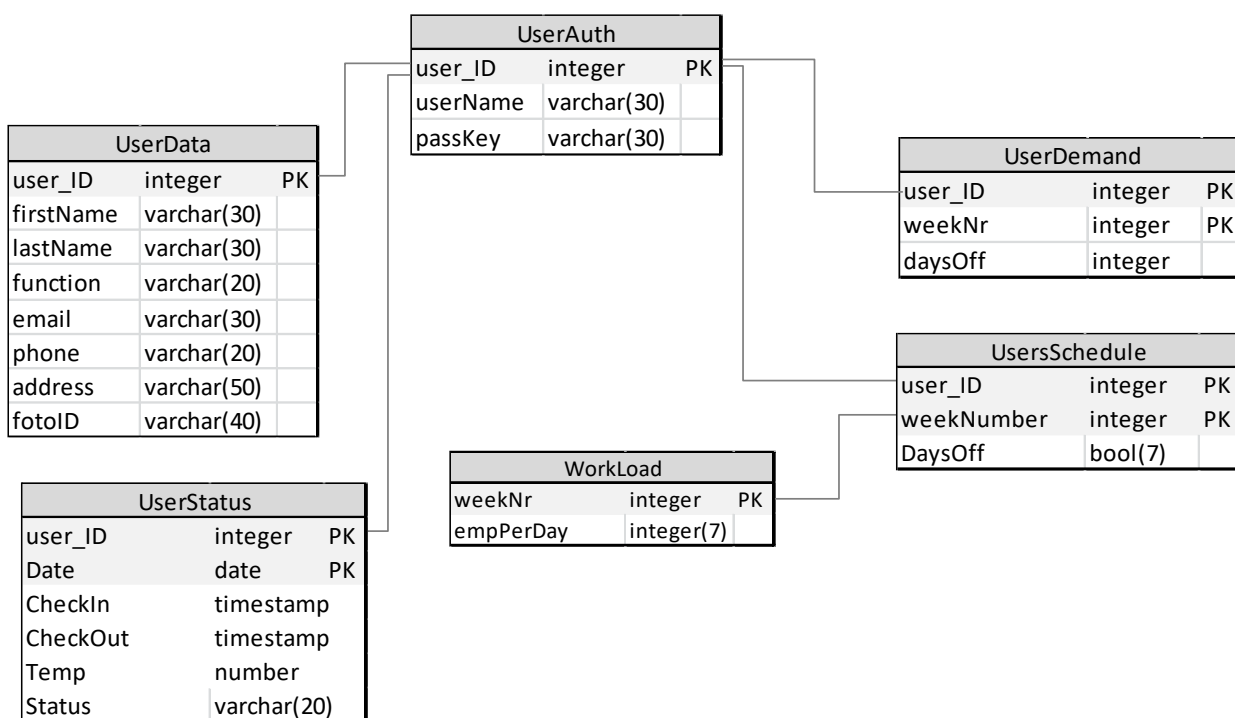 UserAuth
user_ID integer PK
userName varchar(30)
passKey varchar(30)
UserData
user_ID integer PK
firstName varchar(30)
lastName varchar(30)
function varchar(20)
email varchar(30)
phone varchar(20)
address varchar(50)
fotoID varchar(40)
UserDemand
user_ID integer PK
weekNr integer PK
daysOff integer
UsersSchedule
user_ID integer PK
weekNumber integer PK
DaysOff bool(7)
WorkLoad
weekNr integer PK
empPerDay integer(7)
UserStatus
user_ID integer PK
Date date PK
CheckIn timestamp
CheckOut timestamp
Temp number
Status varchar(20)